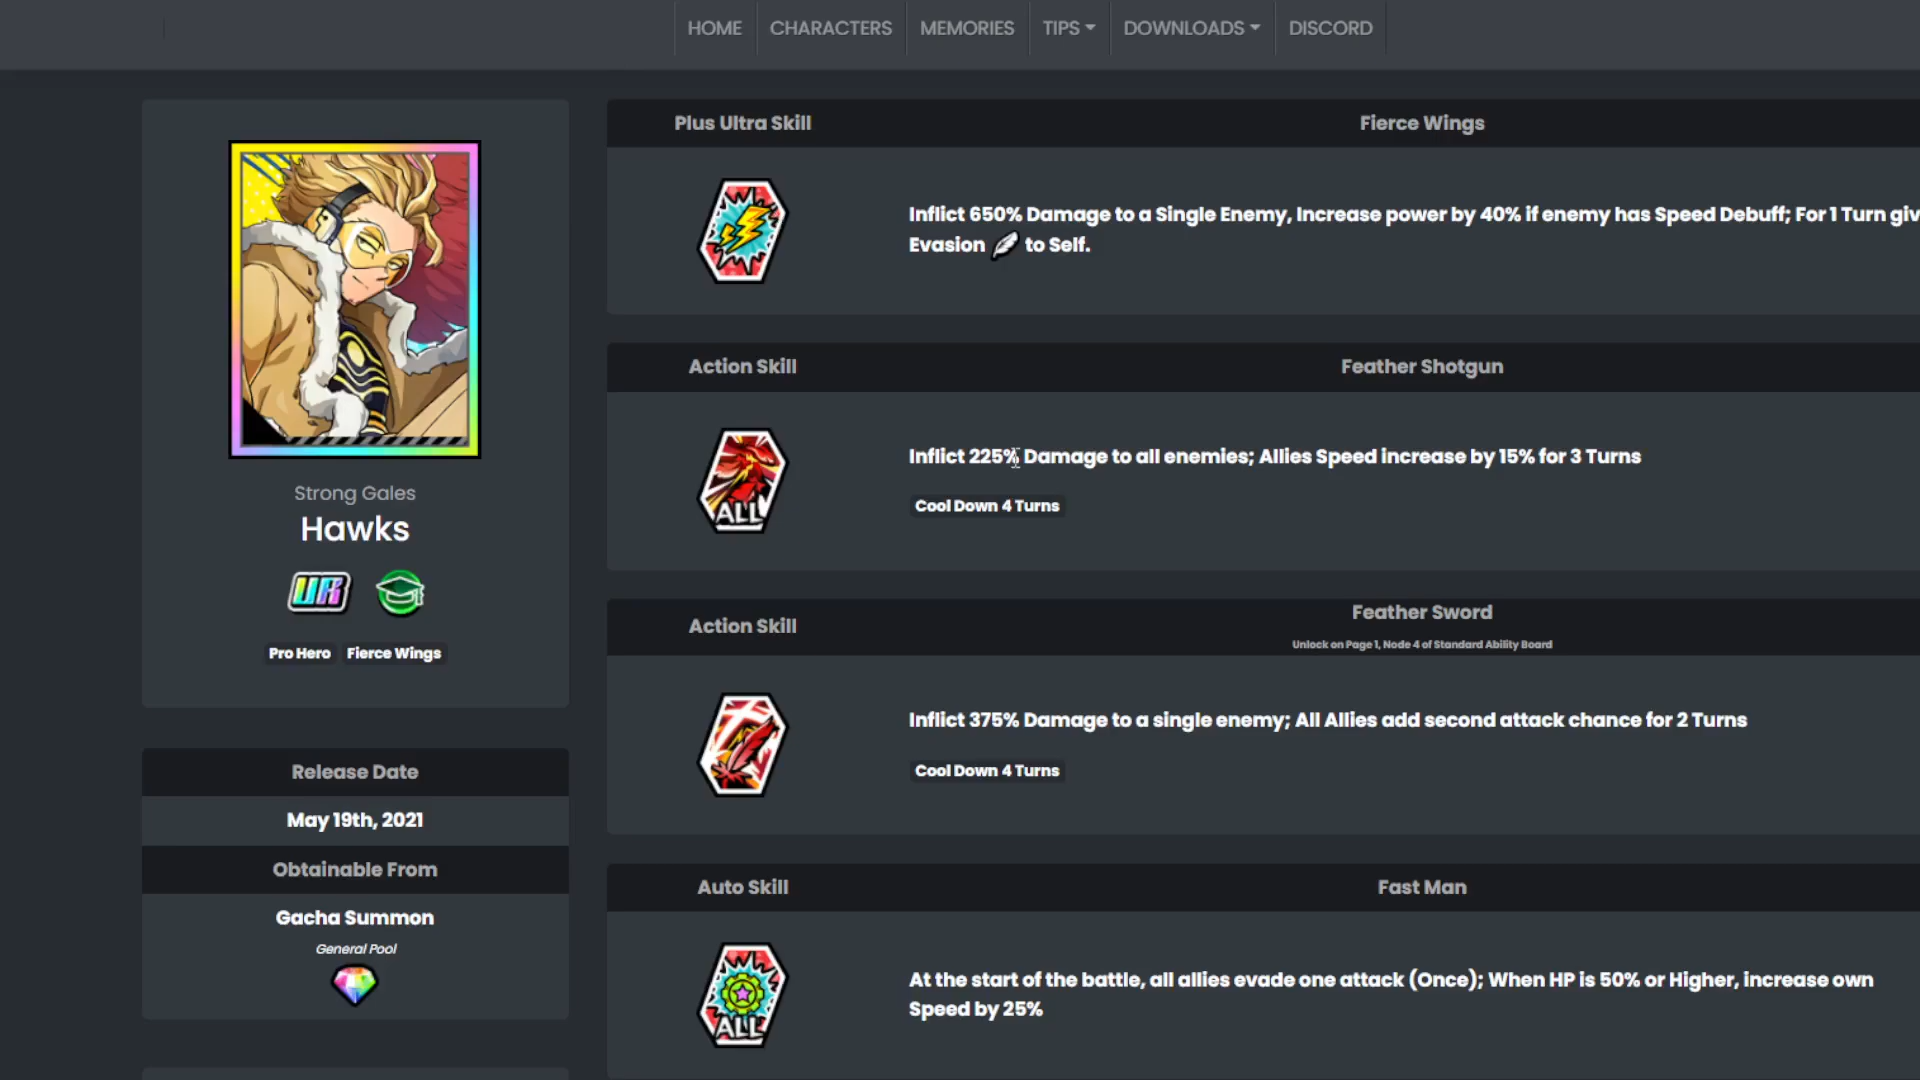 HOME CHARACTERS MEMORIES TIPS DOWNLOADS DISCORD
Strong Gales
Hawks
UR
Pro Hero Fierce Wings
Release Date
May 19th, 2021
Obtainable From
Gacha Summon
General Pool
Plus Ultra Skill Fierce Wings
Inflict 650% Damage to a Single Enemy, Increase power by 40% if enemy has Speed Debuff; For 1 Turn giv
Evasion to Self.
Action Skill Feather Shotgun
Inflict 225% Damage to all enemies; Allies Speed increase by 15% for 3 Turns
ALL
Cool Down 4 Turns
Action Skill Feather Sword
Unlock on Page 1, Node 4 of Standard Ability Board
Inflict 375% Damage to a single enemy; All Allies add second attack chance for 2 Turns
Cool Down 4 Turns
Auto Skill Fast Man
At the start of the battle, all allies evade one attack (Once); When HP is 50% or Higher, increase own
Speed by 25%
ALL